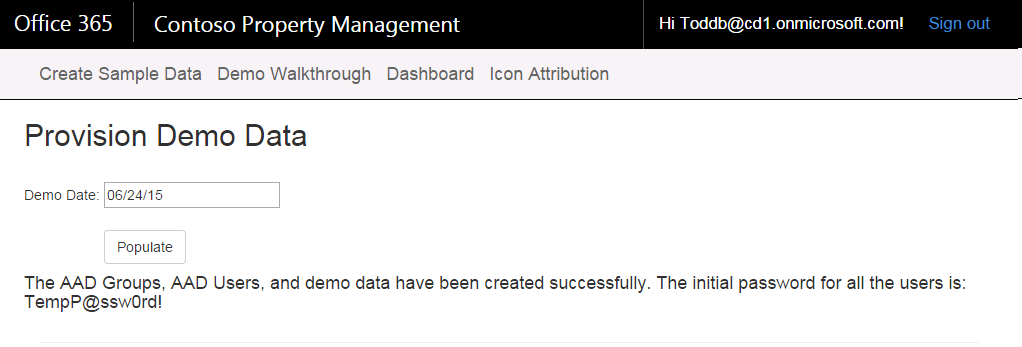 Office 365 Contoso Property Management Hi Toddb@cd1.onmicrosoft.com! Sign out
Create Sample Data Demo Walkthrough Dashboard Icon Attribution
Provision Demo Data
Demo Date: 06/24/15
Populate
The AAD Groups, AAD Users, and demo data have been created successfully. The initial password for all the users is:
TempP@ssw0rd!